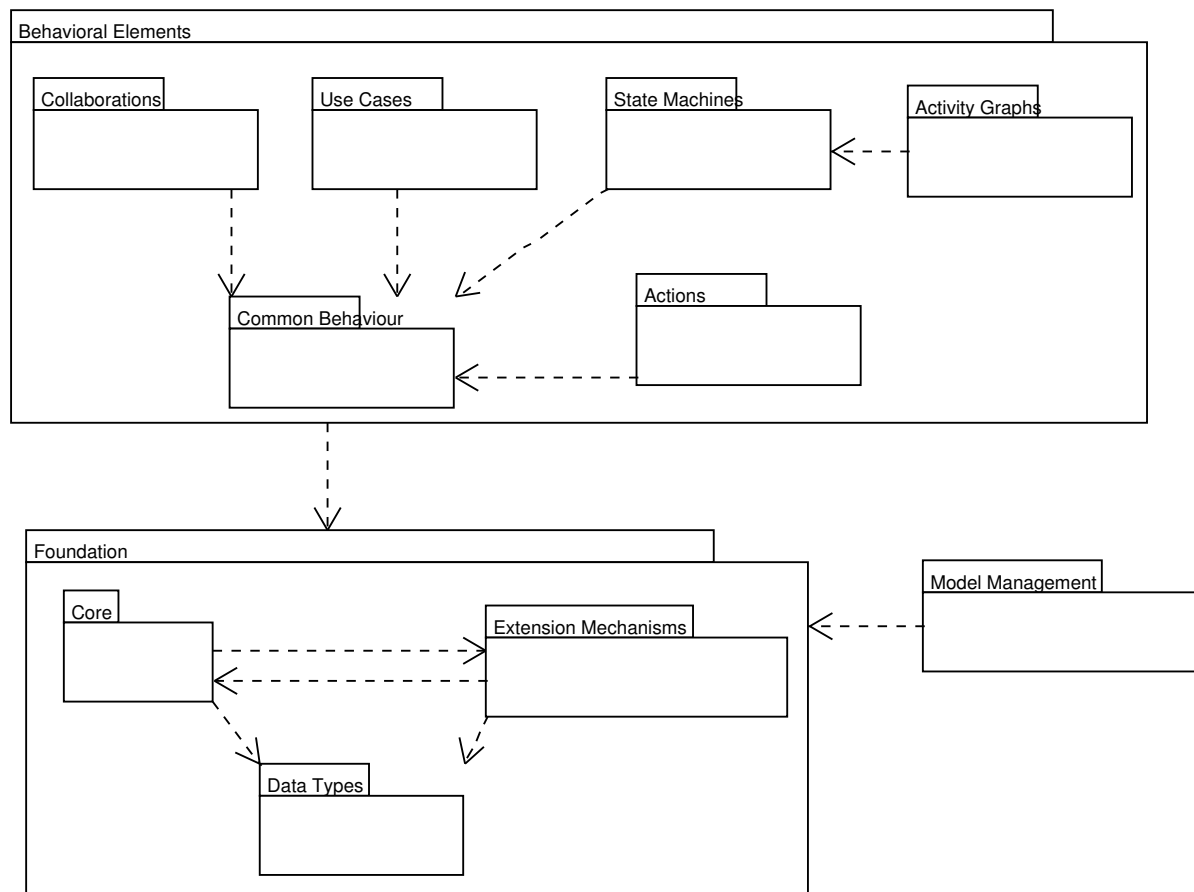 Behavioral Elements
Collaborations
Use Cases
State Machines
Activity Graphs
Actions
Common Behaviour
Foundation
Core
Extension Mechanisms
Model Management
Data Types